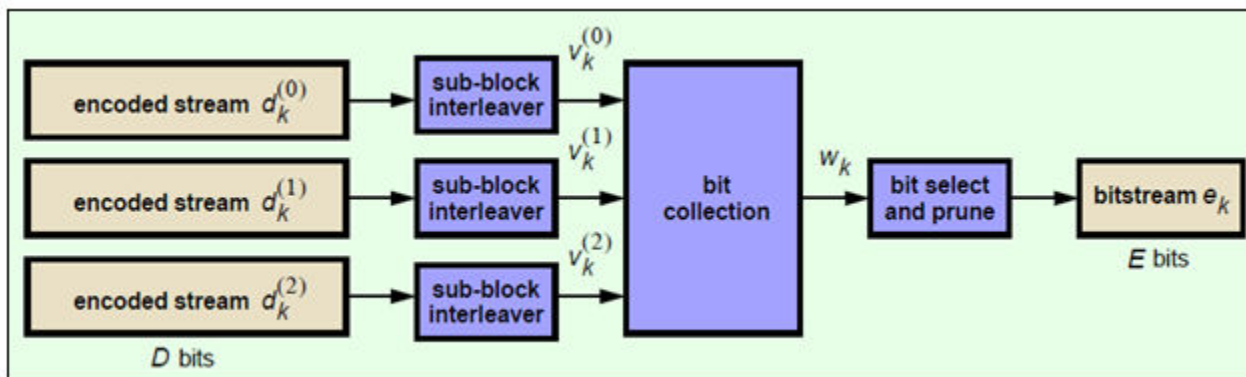 encoded stream d_k^(0)
sub-block
interleaver
v_k^(0)
encoded stream d_k^(1)
sub-block
interleaver
v_k^(1)
encoded stream d_k^(2)
sub-block
interleaver
v_k^(2)
D bits
bit
collection
w_k
bit select
and prune
bitstream e_k
E bits